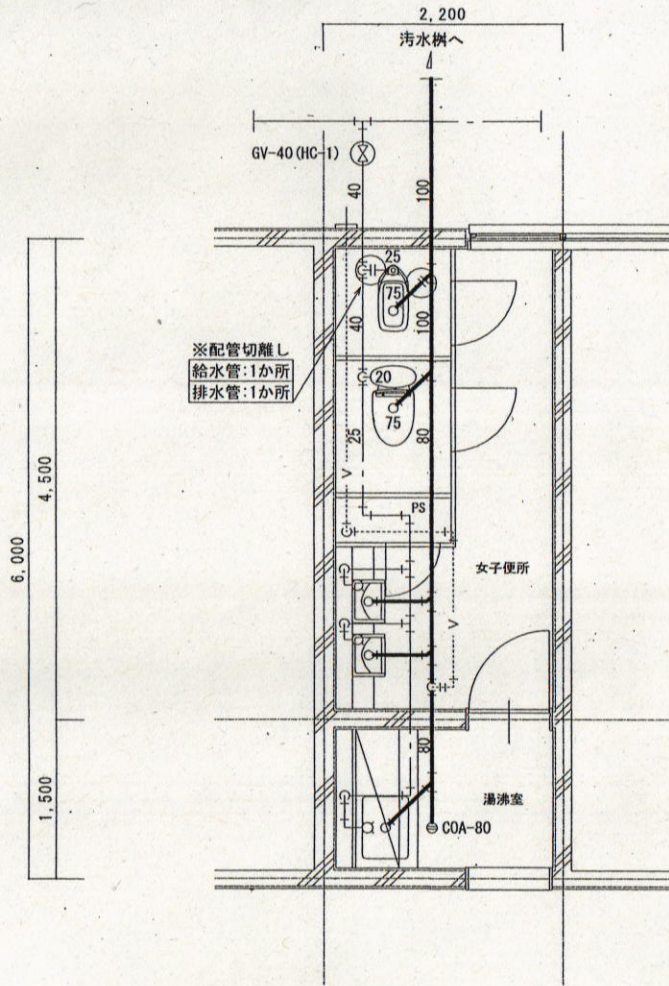 2,200
汚水桝へ
GV-40(HC-1)
40
100
25
75
40
100
※配管切離し
給水管:1か所
排水管:1か所
20
75
25
80
V
PS
4,500
6,000
女子便所
V
80
1,500
湯沸室
COA-80